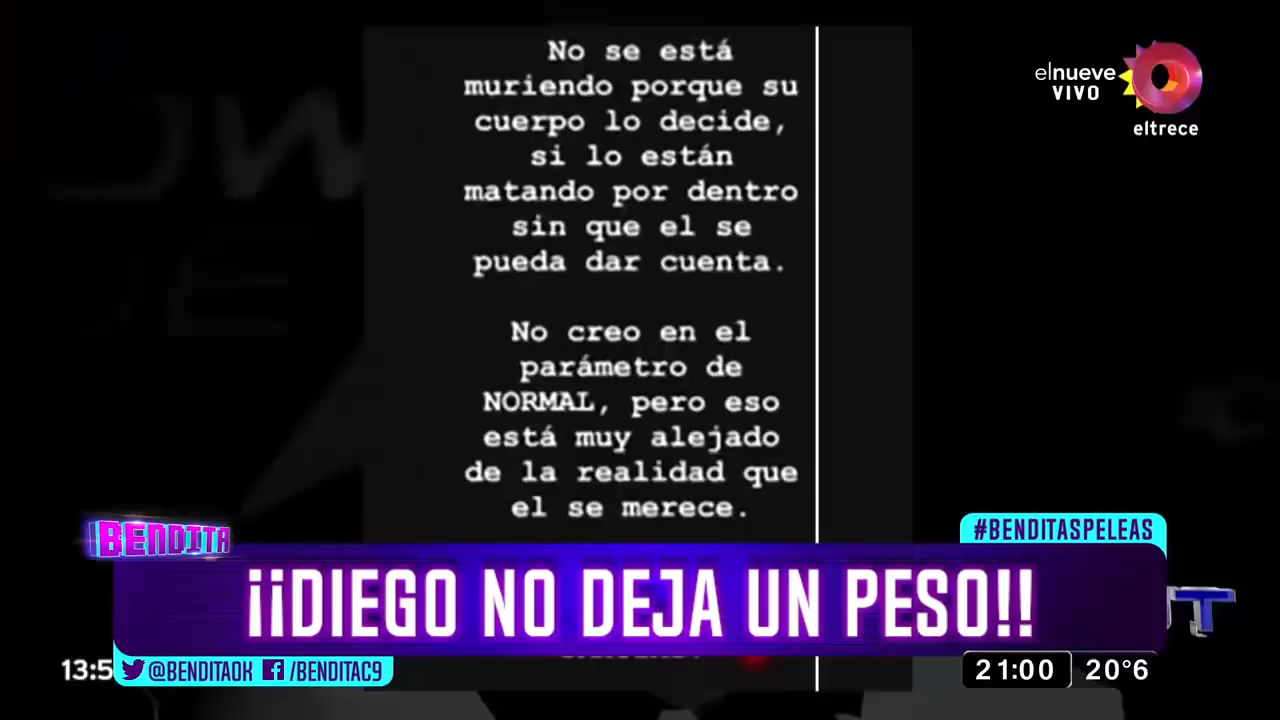 No se está
muriendo porque su
cuerpo lo decide,
si lo están
matando por dentro
sin que el se
pueda dar cuenta.
No creo en el
parámetro de
NORMAL, pero eso
está muy alejado
de la realidad que
el se merece.
elnueve
VIVO
eltrece
BENDITA
#BENDITASPELEAS
¡¡DIEGO NO DEJA UN PESO!!
13:5
@BENDITAOK /BENDITAC9
21:00 20°6